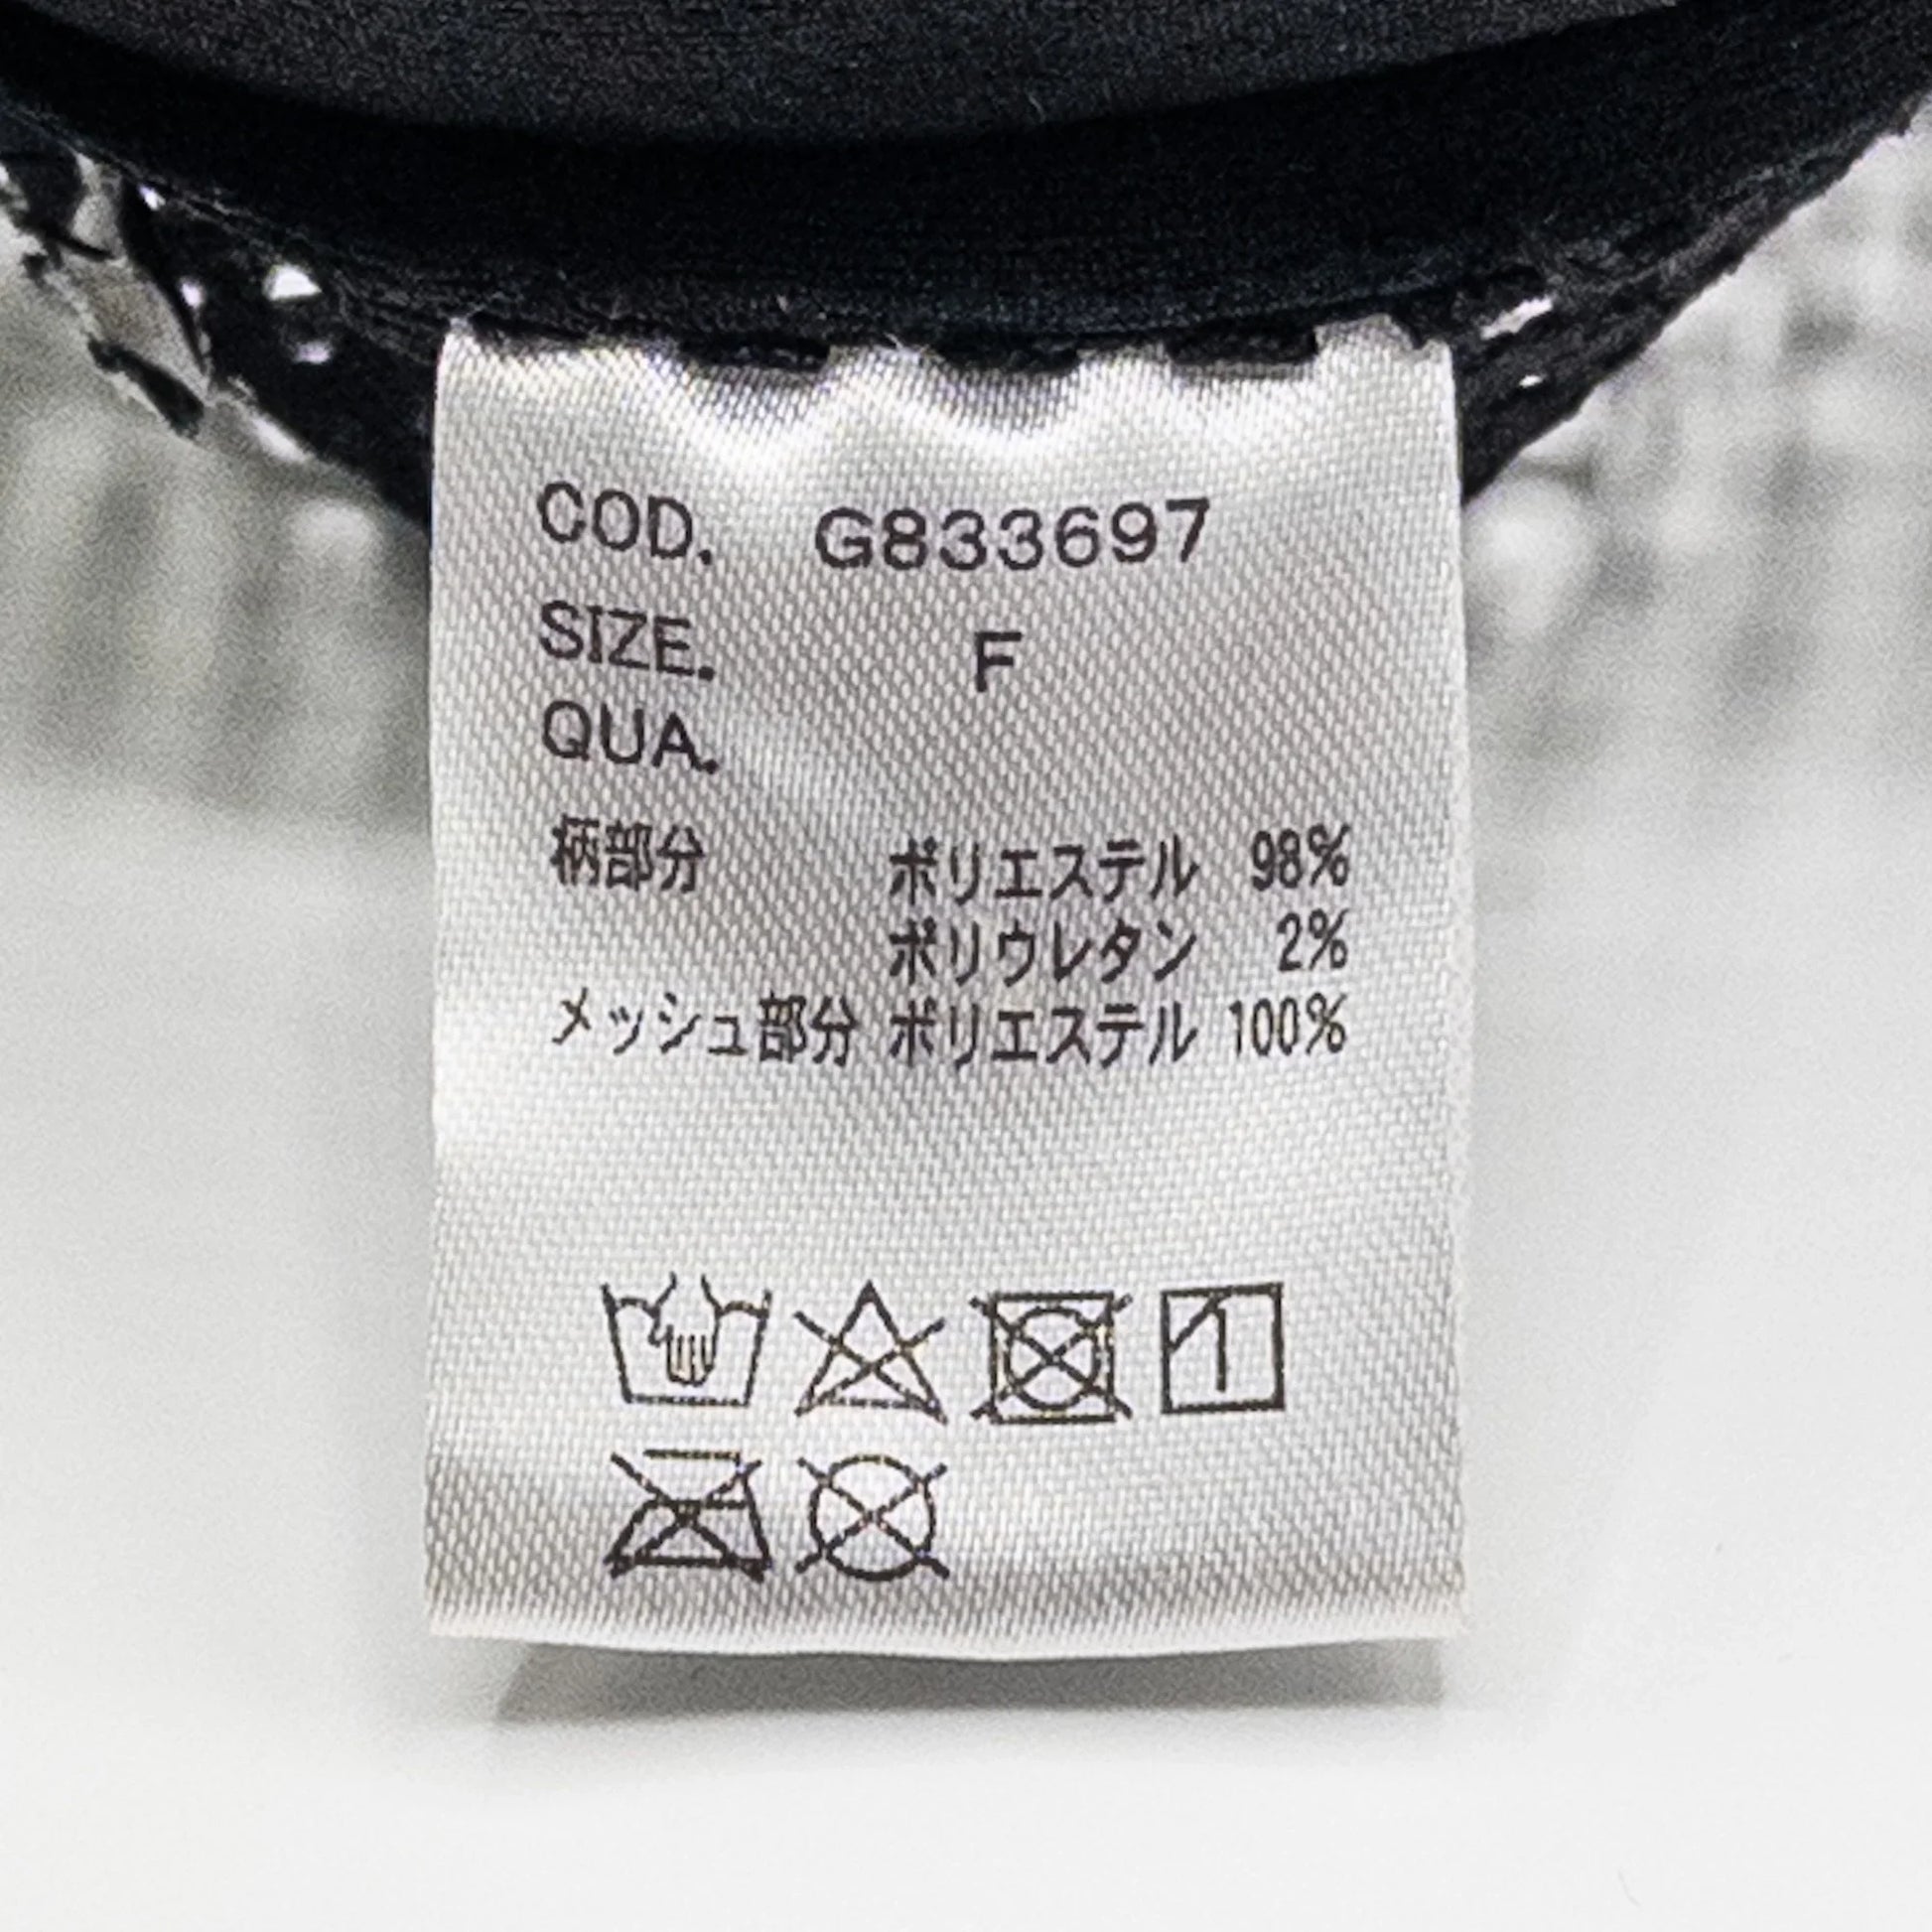 COD. G833697
SIZE. F
QUA.
柄部分 ポリエステル 98%
ポリウレタン 2%
メッシュ部分 ポリエステル 100%